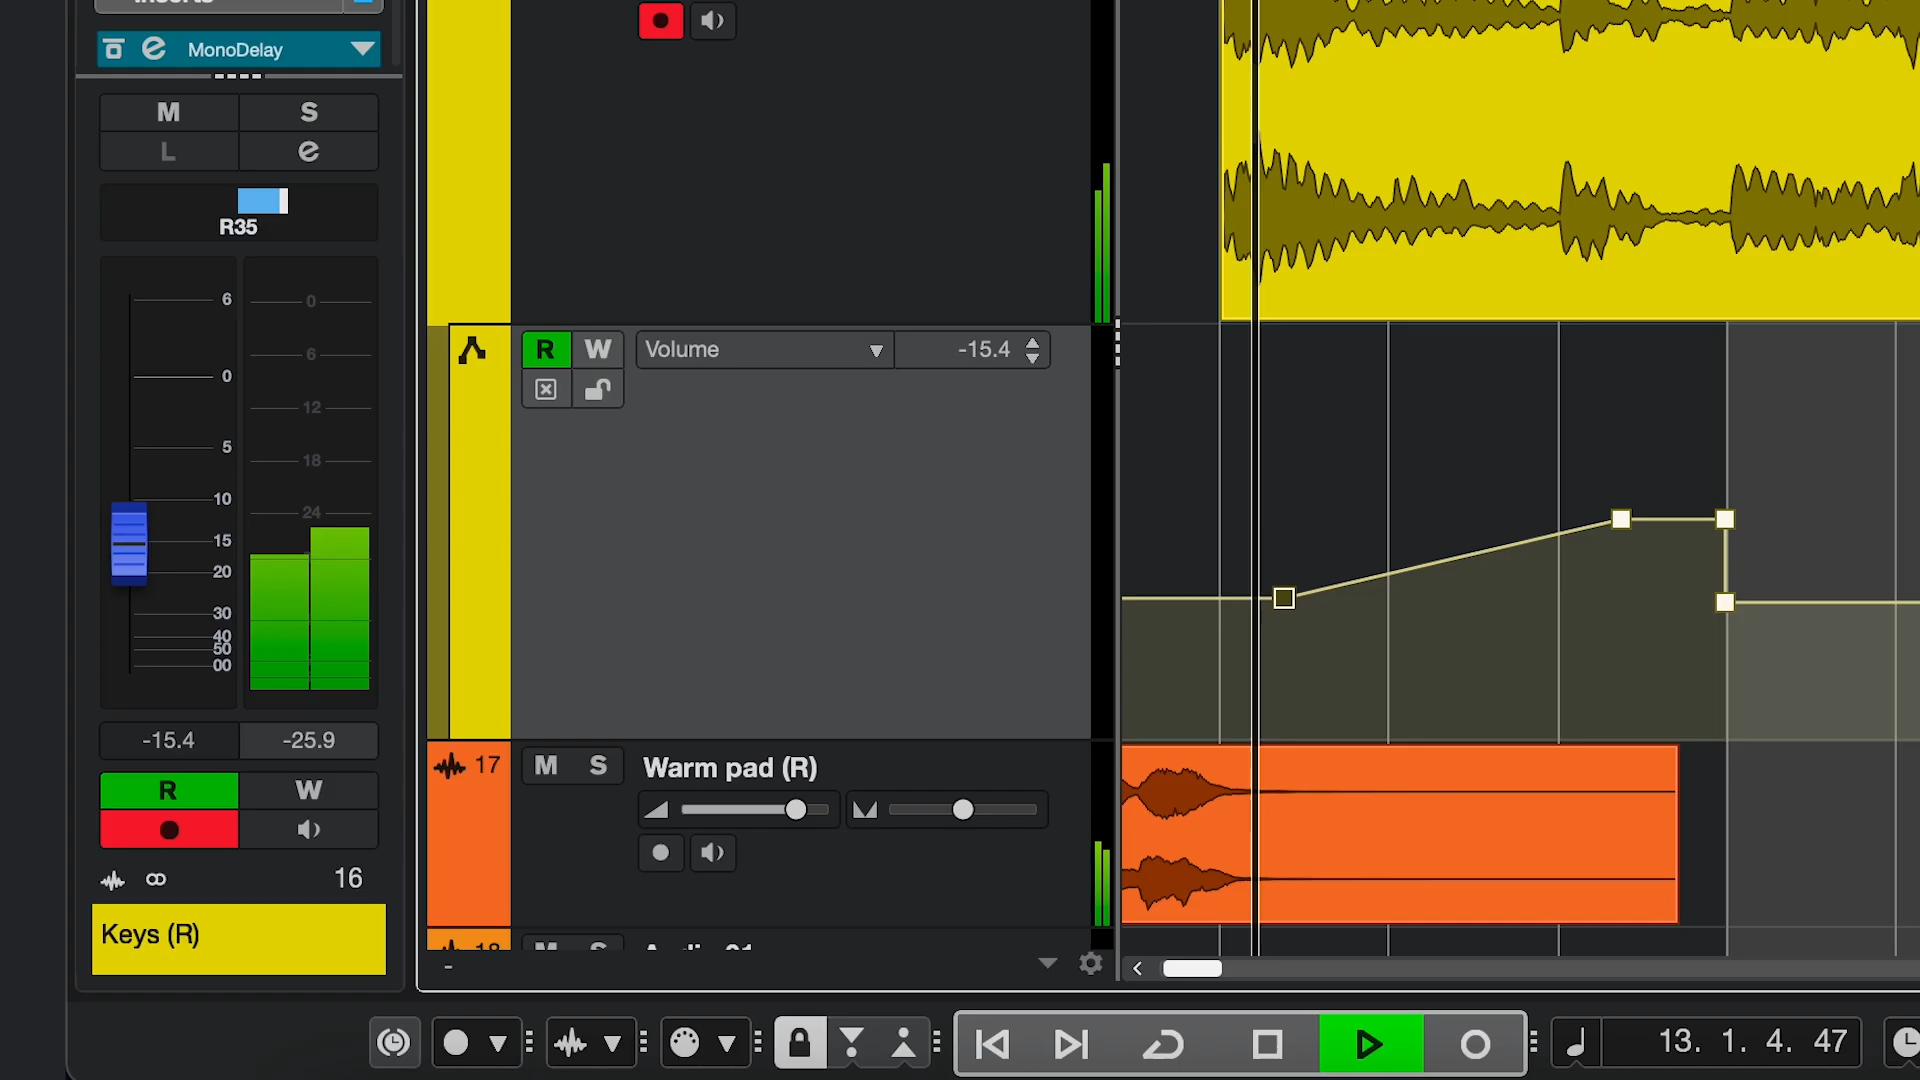 MonoDelay
M S
L e
R35
6 0
6
0
12
5
18
10
24
15
20
30
40
50
00
-15.4 -25.9
R W
16
Keys (R)
R W Volume -15.4
17 M S Warm pad (R)
18 M S
-
13. 1. 4. 47